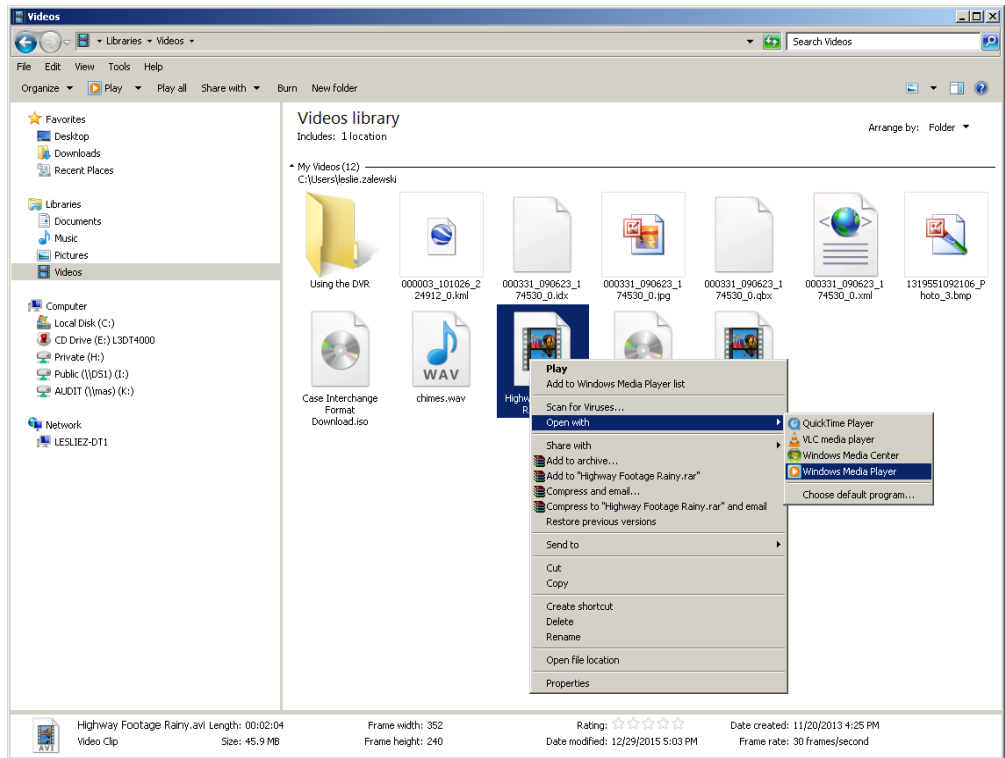 Videos
Libraries Videos
Search Videos
File Edit View Tools Help
Organize Play Play all Share with Burn New folder
Favorites
Desktop
Downloads
Recent Places
Libraries
Documents
Music
Pictures
Videos
Computer
Local Disk (C:)
CD Drive (E:) L3DT4000
Private (H:)
Public (\\DS1) (I:)
AUDIT (\\mas) (K:)
Network
LESLIEZ-DT1
Videos library
Includes: 1 location
Arrange by: Folder
My Videos (12)
C:\Users\leslie.zalewski
Using the DVR
000003_101026_2
24912_0.kml
000331_090623_1
74530_0.idx
000331_090623_1
74530_0.jpg
000331_090623_1
74530_0.qbx
000331_090623_1
74530_0.xml
1319551092106_P
hoto_3.bmp
Case Interchange
Format
Download.iso
WAV
chimes.wav
Highw
R
Play
Add to Windows Media Player list
Scan for Viruses...
Open with
Share with
Add to archive...
Add to "Highway Footage Rainy.rar"
Compress and email...
Compress to "Highway Footage Rainy.rar" and email
Restore previous versions
Send to
Cut
Copy
Create shortcut
Delete
Rename
Open file location
Properties
QuickTime Player
VLC media player
Windows Media Center
Windows Media Player
Choose default program...
AVI
Highway Footage Rainy.avi Length: 00:02:04 Frame width: 352 Rating: Date created: 11/20/2013 4:25 PM
Video Clip Size: 45.9 MB Frame height: 240 Date modified: 12/29/2015 5:03 PM Frame rate: 30 frames/second